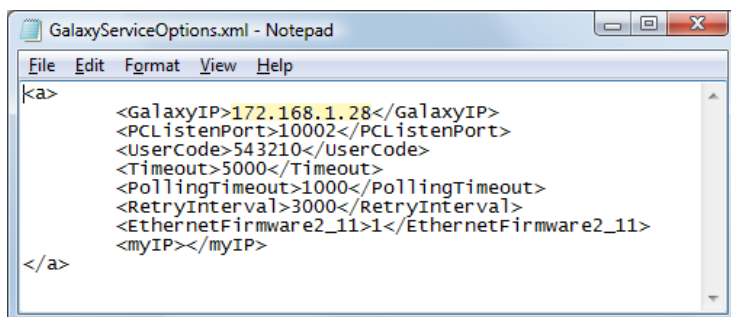 GalaxyServiceOptions.xml - Notepad
File Edit Format View Help
<a>
<GalaxyIP>172.168.1.28</GalaxyIP>
<PCListenPort>10002</PCListenPort>
<UserCode>543210</UserCode>
<Timeout>5000</Timeout>
<PollingTimeout>1000</PollingTimeout>
<RetryInterval>3000</RetryInterval>
<EthernetFirmware2_11>1</EthernetFirmware2_11>
<myIP></myIP>
</a>